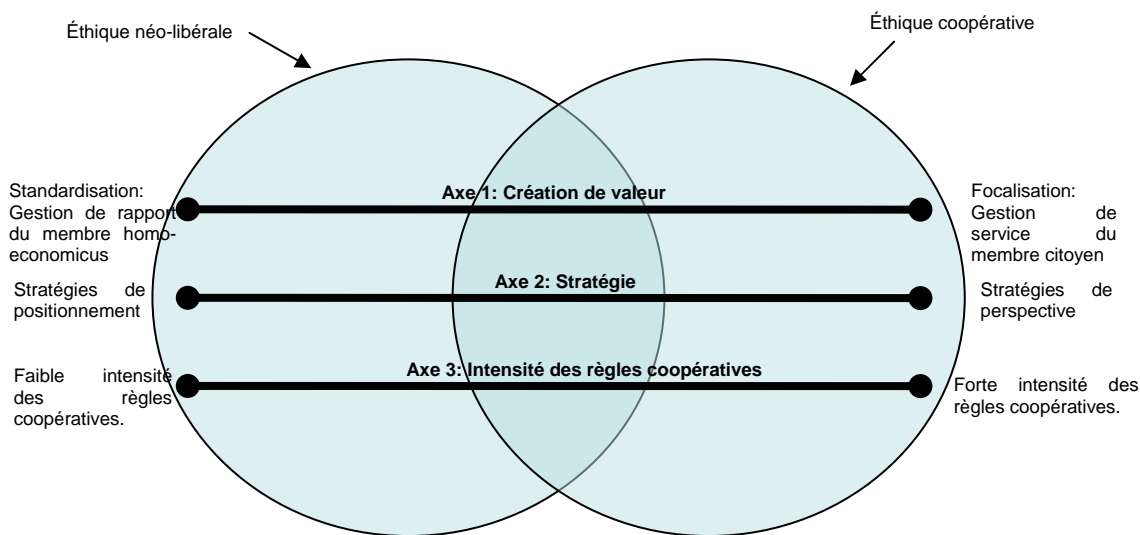 Éthique néo-libérale
Éthique coopérative
Axe 1: Création de valeur
Standardisation:
Gestion de rapport
du membre homo-
economicus
Focalisation:
Gestion de
service du
membre citoyen
Axe 2: Stratégie
Stratégies de
positionnement
Stratégies de
perspective
Axe 3: Intensité des règles coopératives
Faible intensité
des règles
coopératives.
Forte intensité des
règles coopératives.